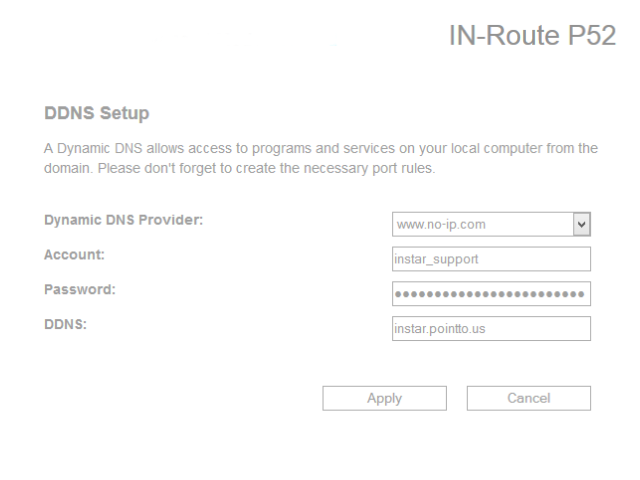 IN-Route P52
DDNS Setup
A Dynamic DNS allows access to programs and services on your local computer from the
domain. Please don't forget to create the necessary port rules.
Dynamic DNS Provider: www.no-ip.com
Account: instar_support
Password: ●●●●●●●●●●●●●●●●●●●●●●●●
DDNS: instar.pointto.us
Apply Cancel